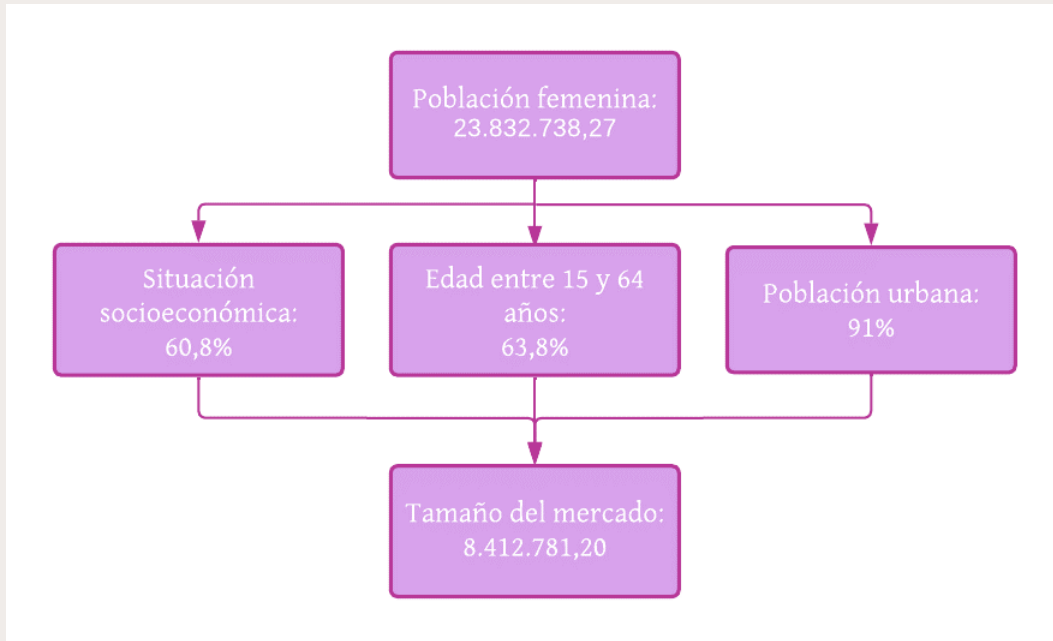 Población femenina:
23.832.738,27
Situación
socioeconómica:
60,8%
Edad entre 15 y 64
años:
63,8%
Población urbana:
91%
Tamaño del mercado:
8.412.781,20